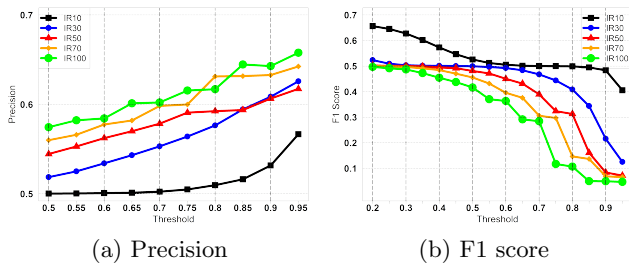 0.7
0.6
0.5
Precision
IR10
IR30
IR50
IR70
IR100
0.5 0.55 0.6 0.65 0.7 0.75 0.8 0.85 0.9 0.95
Threshold
(a) Precision
0.7
0.6
0.5
0.4
0.3
0.2
0.1
F1 Score
IR10
IR30
IR50
IR70
IR100
0.2 0.3 0.4 0.5 0.6 0.7 0.8 0.9
Threshold
(b) F1 score